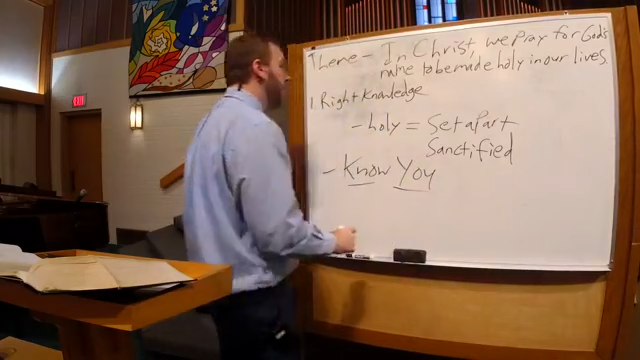 Theme - In Christ, we pray for God's
name to be made holy in our lives.
1. Right Knowledge
- holy = Set apart
Sanctified
- Know You
EXIT